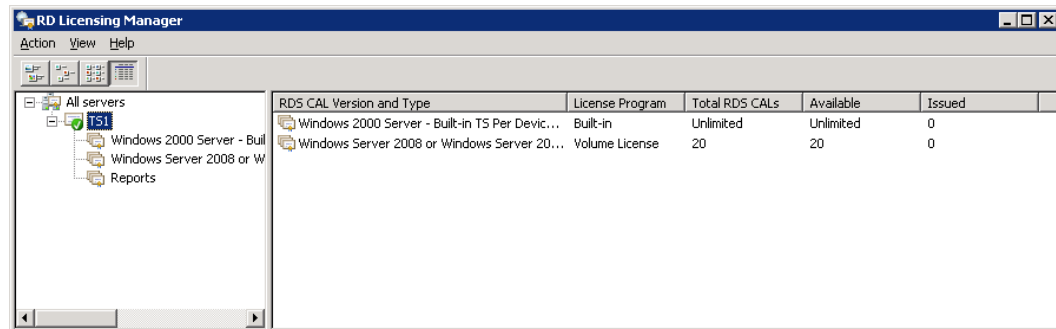 RD Licensing Manager
Action View Help
All servers
TS1
Windows 2000 Server - Buil
Windows Server 2008 or W
Reports
RDS CAL Version and Type License Program Total RDS CALs Available Issued
Windows 2000 Server - Built-in TS Per Devic... Built-in Unlimited Unlimited 0
Windows Server 2008 or Windows Server 20... Volume License 20 20 0